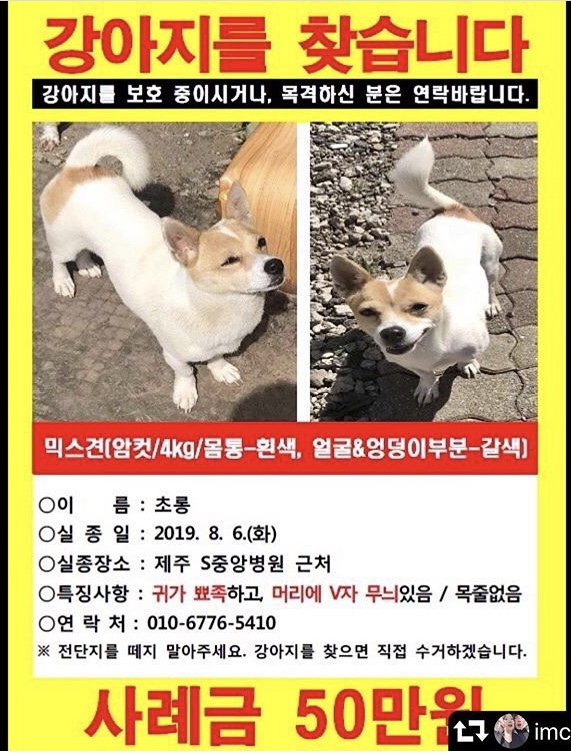 강아지를 찾습니다
강아지를 보호 중이시거나, 목격하신 분은 연락바랍니다.
믹스견(암컷/4kg/몸통-흰색, 얼굴&엉덩이부분-갈색)
○이 름 : 초롱
○실 종 일 : 2019. 8. 6.(화)
○실종장소 : 제주 S중앙병원 근처
○특징사항 : 귀가 뾰족하고, 머리에 V자 무늬있음 / 목줄없음
○연 락 처 : 010-6776-5410
※ 전단지를 떼지 말아주세요. 강아지를 찾으면 직접 수거하겠습니다.
사례금 50만원
imc